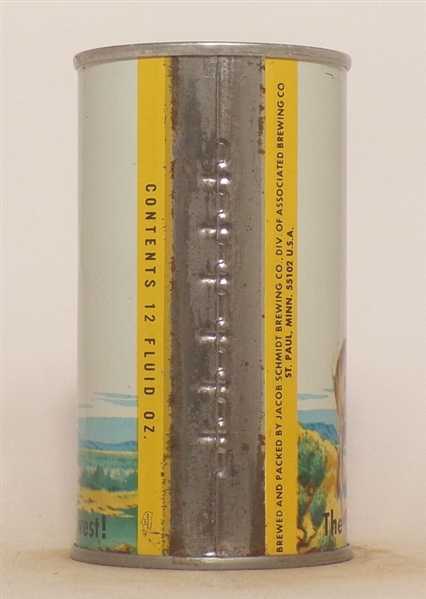 CONTENTS 12 FLUID OZ.
BREWED AND PACKED BY JACOB SCHMIDT BREWING CO., DIV. OF ASSOCIATED BREWING CO
ST. PAUL, MINN. 55102 U.S.A.
est!
The